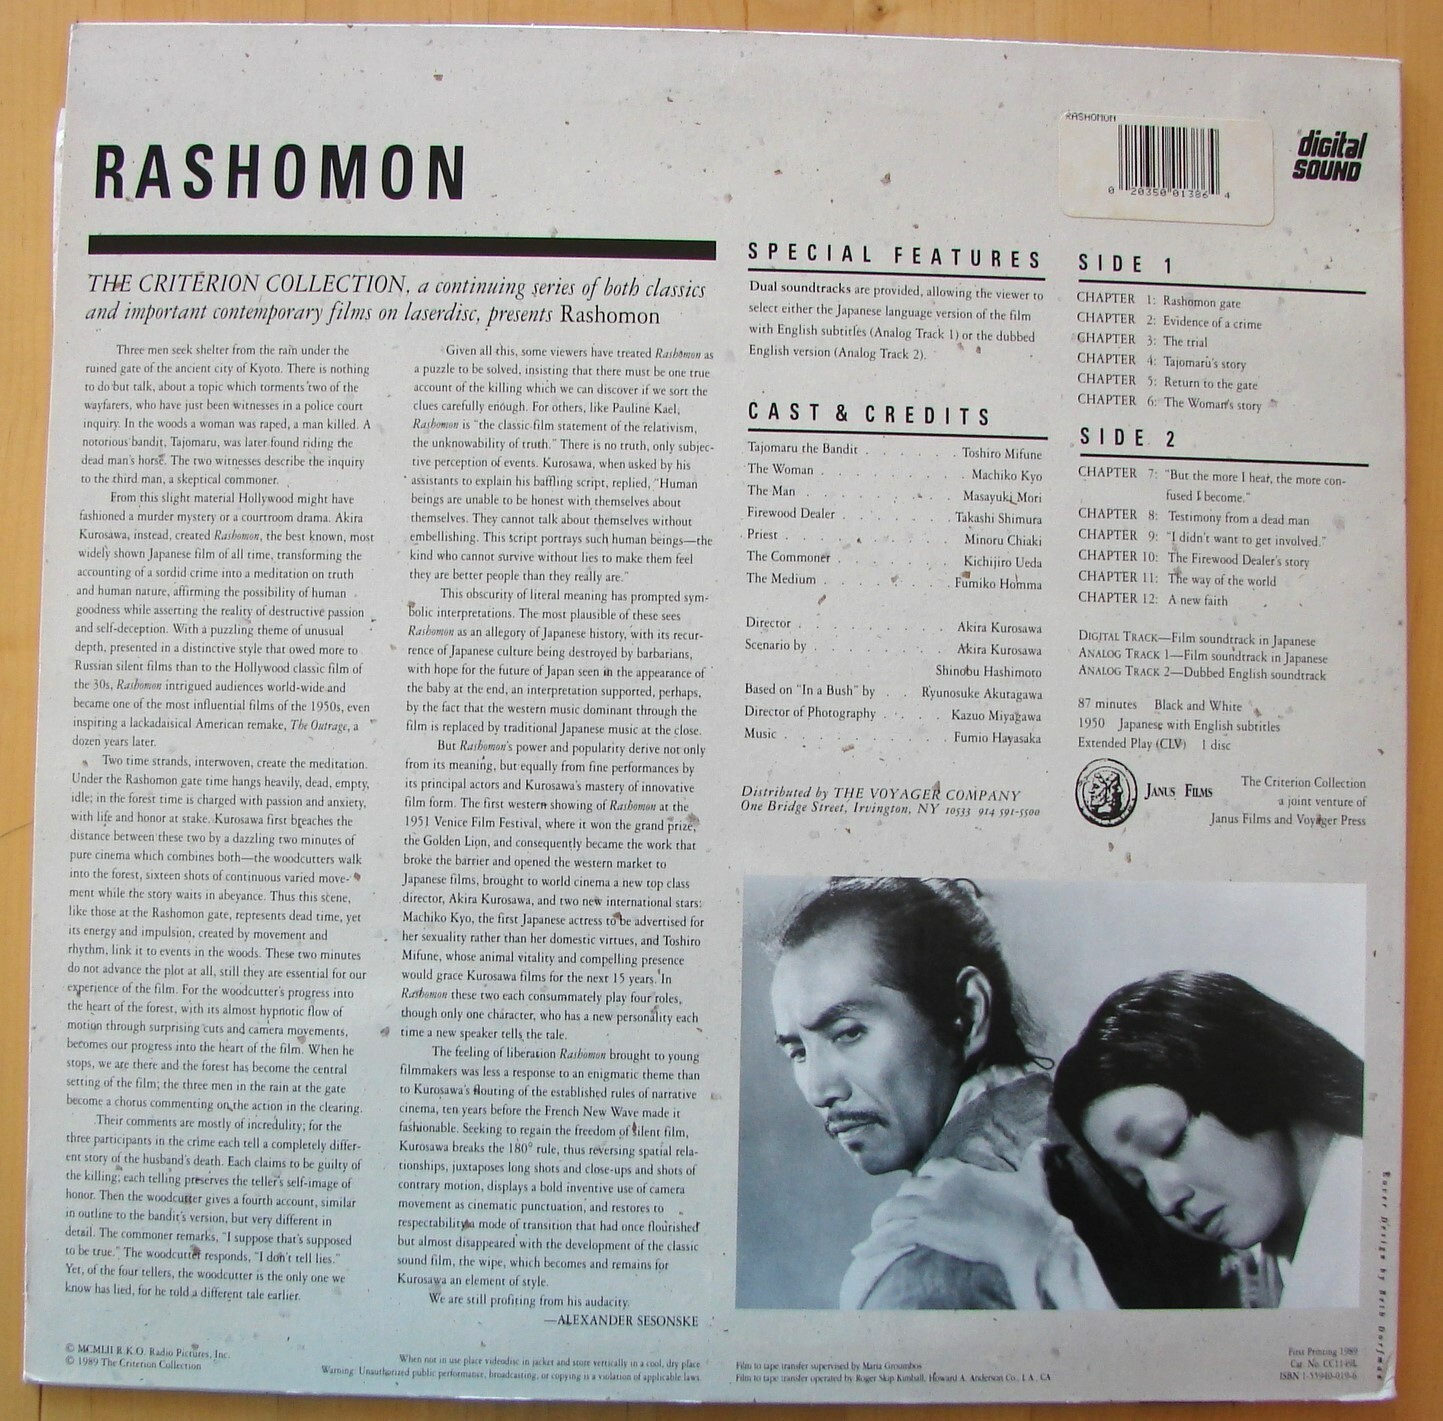 RASHOMON
THE CRITERION COLLECTION, a continuing series of both classics
and important contemporary films on laserdisc, presents Rashomon
Three men seek shelter from the rain under the
ruined gate of the ancient city of Kyoto. There is nothing
to do but talk, about a topic which torments two of the
wayfarers, who have just been witnesses in a police court
inquiry. In the woods a woman was raped, a man killed. A
notorious bandit, Tajomaru, was later found riding the
dead man's horse. The two witnesses describe the inquiry
to the third man, a skeptical commoner.
From this slight material Hollywood might have
fashioned a murder mystery or a courtroom drama. Akira
Kurosawa, instead, created Rashomon, the best known, most
widely shown Japanese film of all time, transforming the
accounting of a sordid crime into a meditation on truth
and human nature, affirming the possibility of human
goodness while asserting the reality of destructive passion
and self-deception. With a puzzling theme of unusual
depth, presented in a distinctive style that owed more to
Russian silent films than to the Hollywood classic film of
the 30s, Rashomon intrigued audiences world-wide and
became one of the most influential films of the 1950s, even
inspiring a lackadaisical American remake, The Outrage, a
dozen years later.
Two time strands, interwoven, create the meditation.
Under the Rashomon gate time hangs heavily, dead, empty,
idle; in the forest time is charged with passion and anxiety,
with life and honor at stake. Kurosawa first breaches the
distance between these two by a dazzling two minutes of
pure cinema which combines both—the woodcutters walk
into the forest, sixteen shots of continuous varied move-
ment while the story waits in abeyance. Thus this scene,
like those at the Rashomon gate, represents dead time, yet
its energy and impulsion, created by movement and
rhythm, link it to events in the woods. These two minutes
do not advance the plot at all, still they are essential for our
experience of the film. For the woodcutter's progress into
the heart of the forest, with its almost hypnotic flow of
motion through surprising cuts and camera movements,
becomes our progress into the heart of the film. When he
stops, we are there and the forest has become the central
setting of the film; the three men in the rain at the gate
become a chorus commenting on the action in the clearing.
Their comments are mostly of incredulity; for the
three participants in the crime each tell a completely differ-
ent story of the husband's death. Each claims to be guilty of
the killing; each telling preserves the teller's self-image of
honor. Then the woodcutter gives a fourth account, similar
in outline to the bandit's version, but very different in
detail. The commoner remarks, "I suppose that's supposed
to be true." The woodcutter responds, "I don't tell lies."
Yet, of the four tellers, the woodcutter is the only one we
know has lied, for he told a different tale earlier.
Given all this, some viewers have treated Rashomon as
a puzzle to be solved, insisting that there must be one true
account of the killing which we can discover if we sort the
clues carefully enough. For others, like Pauline Kael,
Rashomon is "the classic film statement of the relativism,
the unknowability of truth." There is no truth, only subjec-
tive perception of events. Kurosawa, when asked by his
assistants to explain his baffling script, replied, "Human
beings are unable to be honest with themselves about
themselves. They cannot talk about themselves without
embellishing. This script portrays such human beings—the
kind who cannot survive without lies to make them feel
they are better people than they really are."
This obscurity of literal meaning has prompted sym-
bolic interpretations. The most plausible of these sees
Rashomon as an allegory of Japanese history, with its recur-
rence of Japanese culture being destroyed by barbarians,
with hope for the future of Japan seen in the appearance of
the baby at the end, an interpretation supported, perhaps,
by the fact that the western music dominant through the
film is replaced by traditional Japanese music at the close.
But Rashomon's power and popularity derive not only
from its meaning, but equally from fine performances by
its principal actors and Kurosawa's mastery of innovative
film form. The first western showing of Rashomon at the
1951 Venice Film Festival, where it won the grand prize,
the Golden Lion, and consequently became the work that
broke the barrier and opened the western market to
Japanese films, brought to world cinema a new top class
director, Akira Kurosawa, and two new international stars:
Machiko Kyo, the first Japanese actress to be advertised for
her sexuality rather than her domestic virtues, and Toshiro
Mifune, whose animal vitality and compelling presence
would grace Kurosawa films for the next 15 years. In
Rashomon these two each consummately play four roles,
though only one character, who has a new personality each
time a new speaker tells the tale.
The feeling of liberation Rashomon brought to young
filmmakers was less a response to an enigmatic theme than
to Kurosawa's flouting of the established rules of narrative
cinema, ten years before the French New Wave made it
fashionable. Seeking to regain the freedom of silent film,
Kurosawa breaks the 180° rule, thus reversing spatial rela-
tionships, juxtaposes long shots and close-ups and shots of
contrary motion, displays a bold inventive use of camera
movement as cinematic punctuation, and restores to
respectability a mode of transition that had once flourished
but almost disappeared with the development of the classic
sound film, the wipe, which becomes and remains for
Kurosawa an element of style.
We are still profiting from his audacity.
—ALEXANDER SESONSKE
© MCMLII R.K.O. Radio Pictures, Inc.
© 1989 The Criterion Collection
When not in use place videodisc in jacket and store vertically in a cool, dry place.
Warning: Unauthorized public performance, broadcasting, or copying is a violation of applicable laws.
RASHOMON
0 20350 01386 4
digital
SOUND
SPECIAL FEATURES
Dual soundtracks are provided, allowing the viewer to
select either the Japanese language version of the film
with English subtitles (Analog Track 1) or the dubbed
English version (Analog Track 2).
CAST & CREDITS
Tajomaru the Bandit . . . . . . Toshiro Mifune
The Woman . . . . . . . . Machiko Kyo
The Man . . . . . . . . Masayuki Mori
Firewood Dealer . . . . . . . Takashi Shimura
Priest . . . . . . . . . Minoru Chiaki
The Commoner . . . . . . Kichijiro Ueda
The Medium . . . . . . . Fumiko Homma
Director . . . . . . . . . Akira Kurosawa
Scenario by . . . . . . . . Akira Kurosawa
Shinobu Hashimoto
Based on "In a Bush" by . . Ryunosuke Akutagawa
Director of Photography . . . . Kazuo Miyagawa
Music . . . . . . . . . Fumio Hayasaka
Distributed by THE VOYAGER COMPANY
One Bridge Street, Irvington, NY 10533 914 591-5500
SIDE 1
CHAPTER 1: Rashomon gate
CHAPTER 2: Evidence of a crime
CHAPTER 3: The trial
CHAPTER 4: Tajomaru's story
CHAPTER 5: Return to the gate
CHAPTER 6: The Woman's story
SIDE 2
CHAPTER 7: "But the more I hear, the more con-
fused I become."
CHAPTER 8: Testimony from a dead man
CHAPTER 9: "I didn't want to get involved."
CHAPTER 10: The Firewood Dealer's story
CHAPTER 11: The way of the world
CHAPTER 12: A new faith
DIGITAL TRACK—Film soundtrack in Japanese
ANALOG TRACK 1—Film soundtrack in Japanese
ANALOG TRACK 2—Dubbed English soundtrack
87 minutes Black and White
1950 Japanese with English subtitles
Extended Play (CLV) 1 disc
JANUS FILMS
The Criterion Collection
a joint venture of
Janus Films and Voyager Press
Cover Design by Beth
Film to tape transfer supervised by Maria
Film to tape transfer operated by Roger Skip Kimball, Howard A. Anderson Co., L.A., CA
First Printing 1989
Cat. No.
ISBN